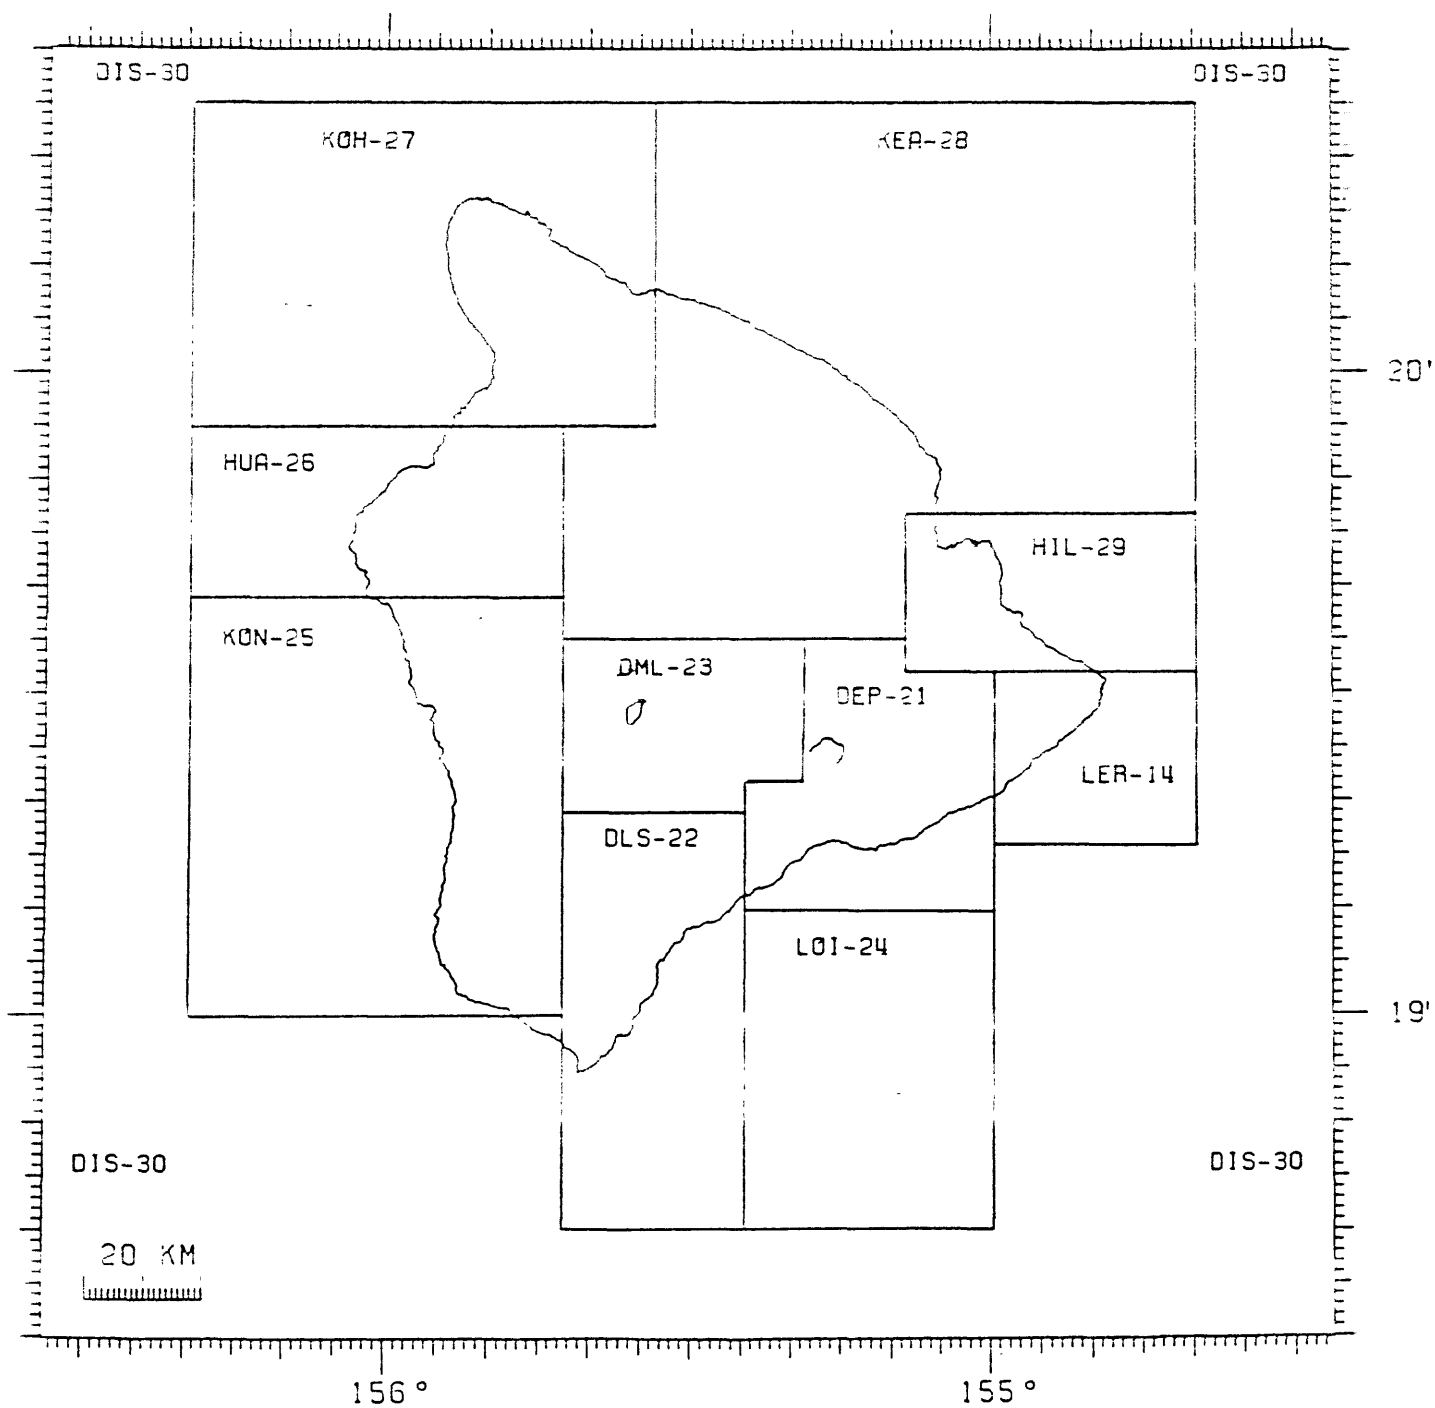 DIS-30 DIS-30
KOH-27 KEA-28
20'
HUA-26
HIL-29
KON-25
DML-23
DEP-21
LER-14
DLS-22
LOI-24
19'
DIS-30 DIS-30
20 KM
156° 155°